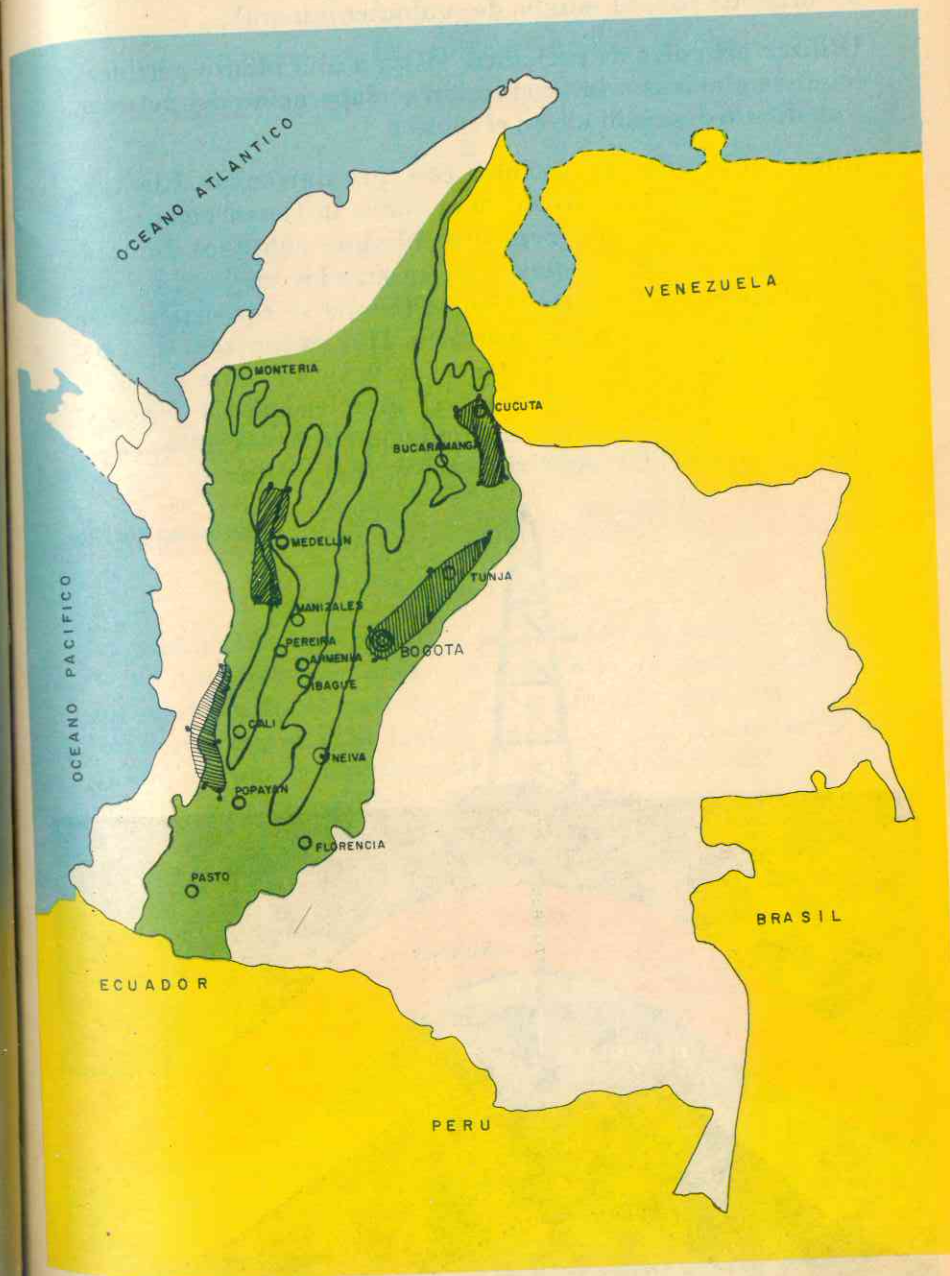 OCEANO ATLANTICO
VENEZUELA
MONTERIA
CUCUTA
BUCARAMANGA
MEDELLIN
TUNJA
MANIZALES
PEREIRA
BOGOTA
ARMENIA
IBAGUE
OCEANO PACIFICO
CALI
NEIVA
POPAYAN
FLORENCIA
PASTO
BRASIL
ECUADOR
PERU